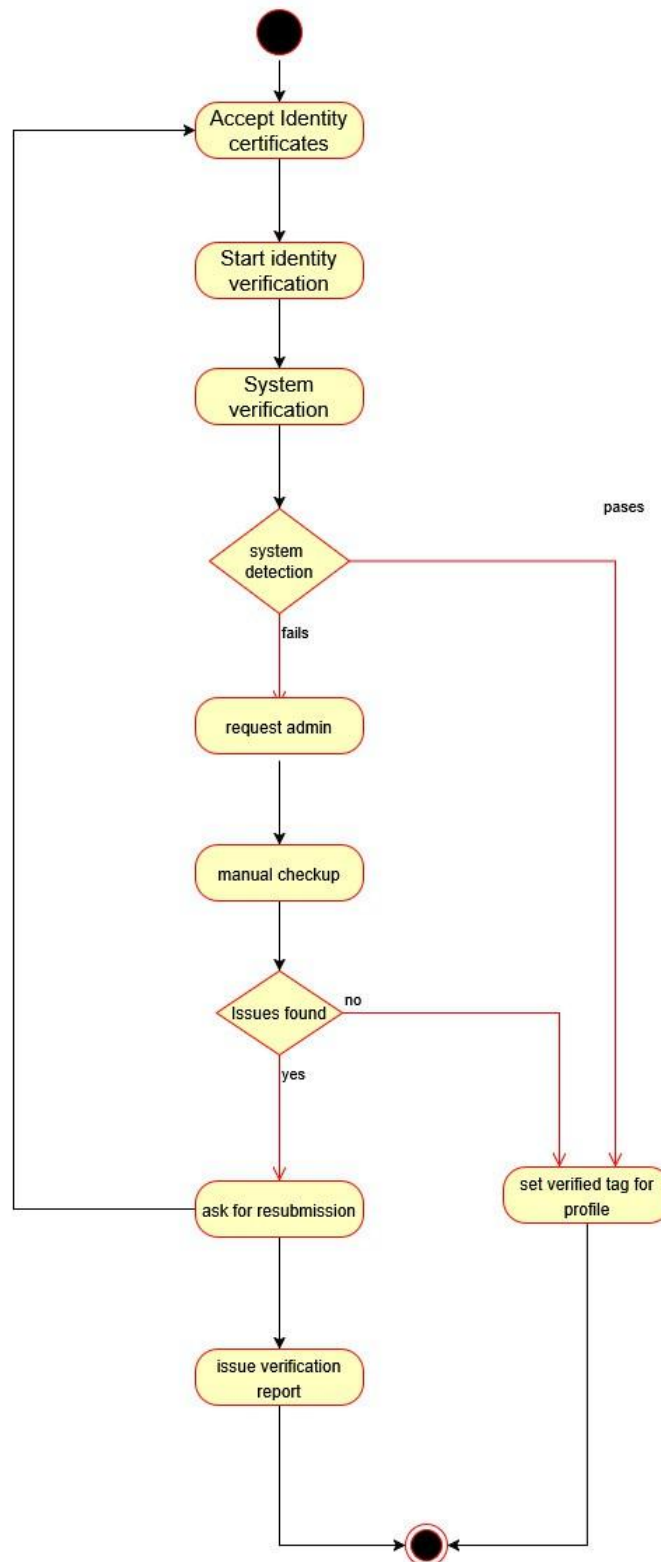 Accept Identity
certificates
Start identity
verification
System
verification
pases
system
detection
fails
request admin
manual checkup
Issues found
no
yes
ask for resubmission
set verified tag for
profile
issue verification
report